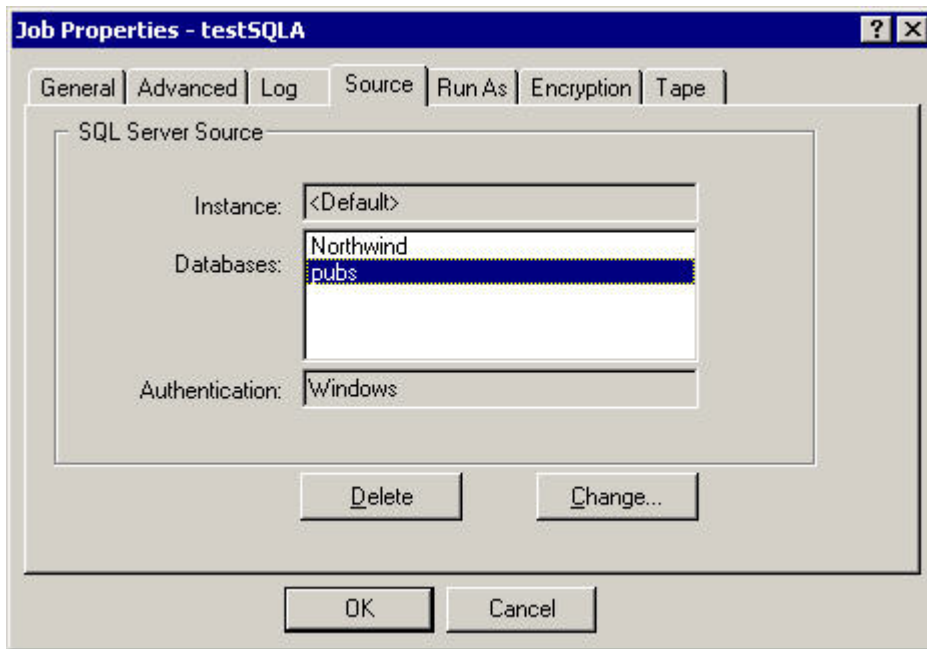 Job Properties - testSQLA
General Advanced Log Source Run As Encryption Tape
SQL Server Source
Instance: <Default>
Databases: Northwind
pubs
Authentication: Windows
Delete Change...
OK Cancel